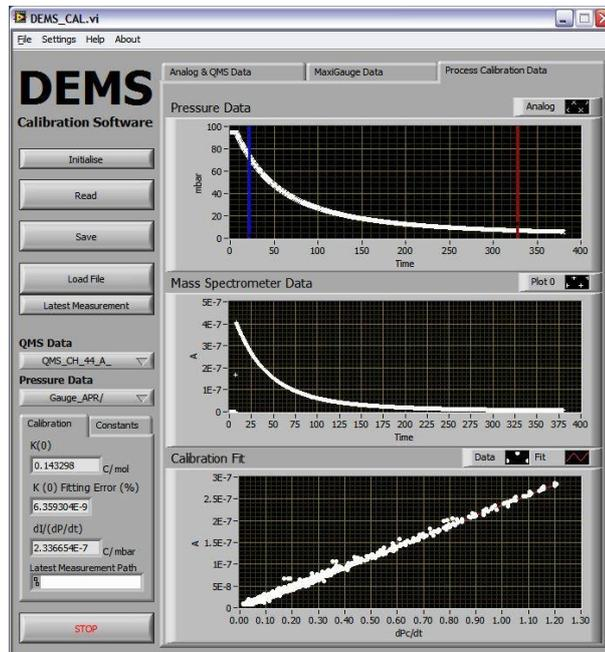 DEMS_CAL.vi
File Settings Help About
DEMS
Calibration Software
Initialise
Read
Save
Load File
Latest Measurement
QMS Data
QMS_CH_44_A_
Pressure Data
Gauge_APR/
Calibration Constants
K(0)
0.143298 C/ mol
K (0) Fitting Error (%)
6.359304E-9
dI/(dP/dt)
2.336654E-7 C/ mbar
Latest Measurement Path
STOP
Analog & QMS Data MaxiGauge Data Process Calibration Data
Pressure Data Analog
100
80
60
40
20
0
mbar
0 50 100 150 200 250 300 350 400
Time
Mass Spectrometer Data Plot 0
5E-7
4E-7
3E-7
2E-7
1E-7
0
A
0 25 50 75 100 125 150 175 200 225 250 275 300 325 350 375 400
Time
Calibration Fit Data Fit
3E-7
2.5E-7
2E-7
1.5E-7
1E-7
5E-8
0
A
0.00 0.10 0.20 0.30 0.40 0.50 0.60 0.70 0.80 0.90 1.00 1.10 1.20 1.30
dPc/dt